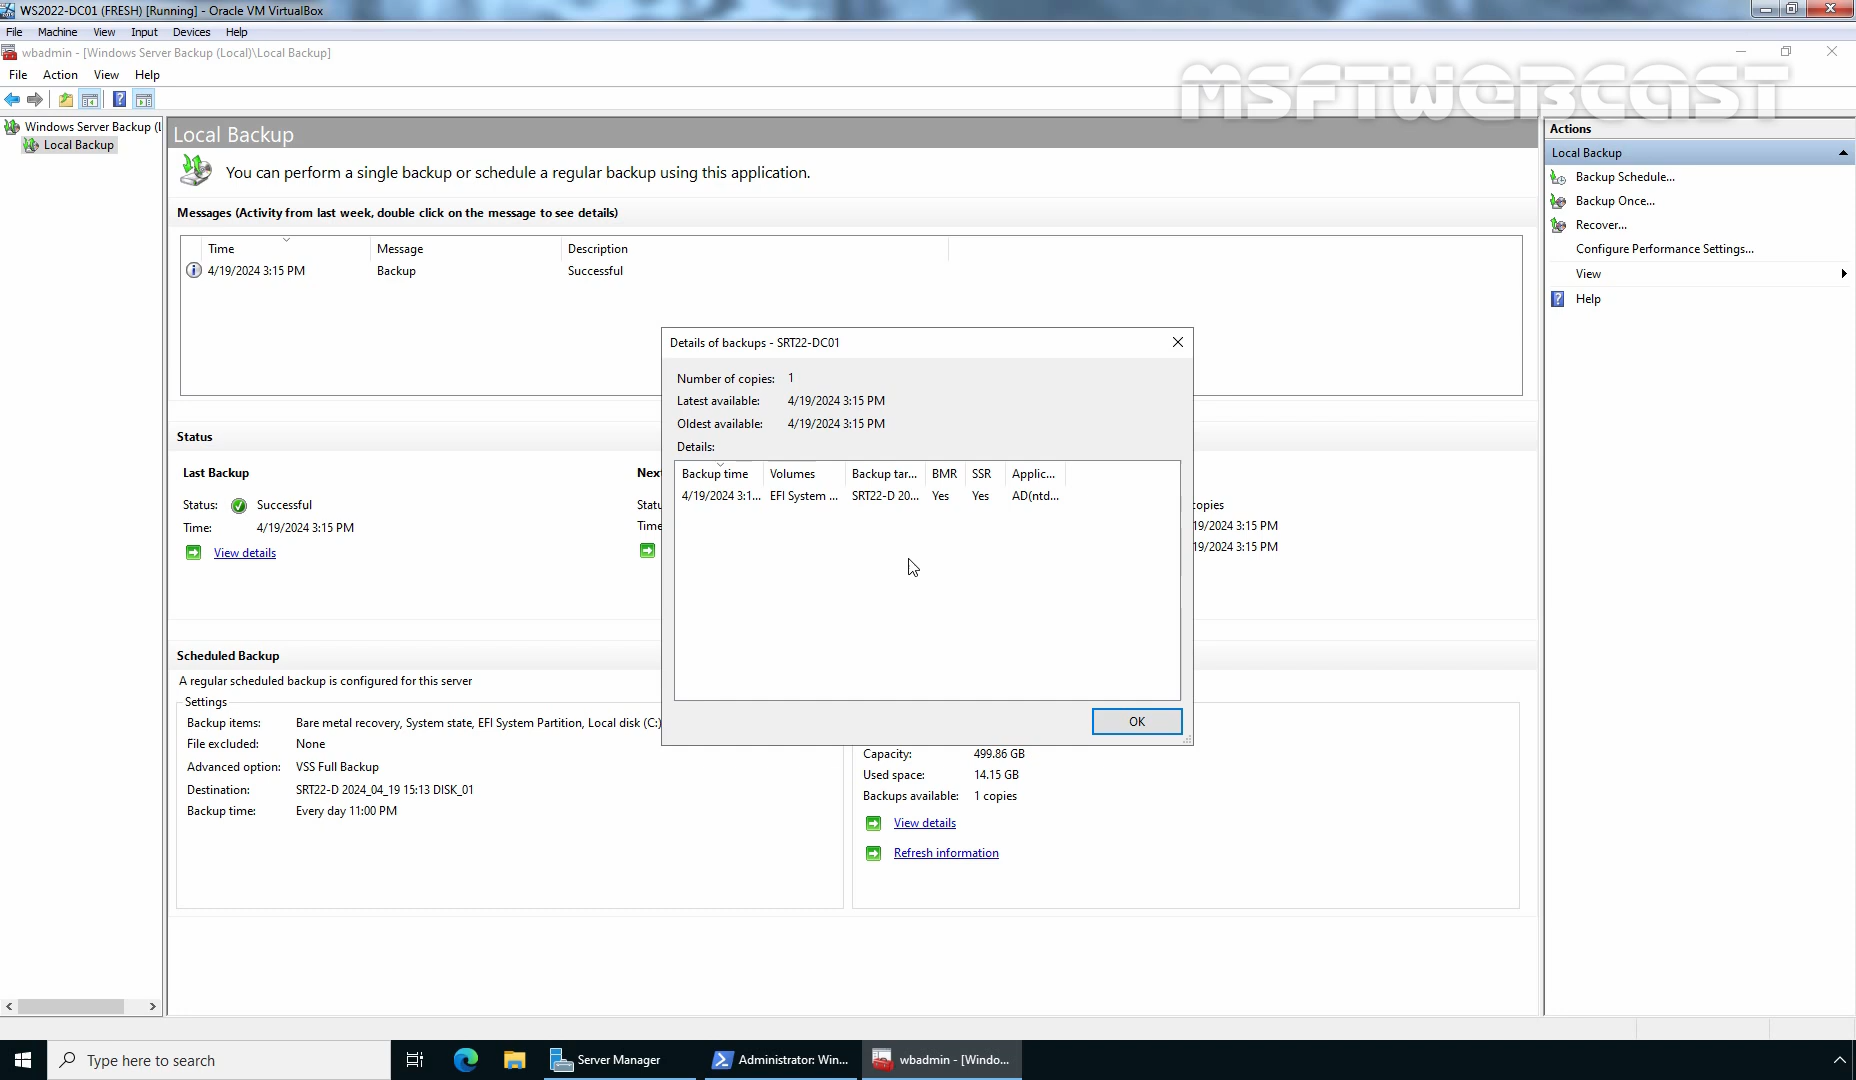 WS2022-DC01 (FRESH) [Running] - Oracle VM VirtualBox
File Machine View Input Devices Help
wbadmin - [Windows Server Backup (Local)\Local Backup]
File Action View Help
MSFTWEBCAST
Windows Server Backup (L
Local Backup
Local Backup
You can perform a single backup or schedule a regular backup using this application.
Messages (Activity from last week, double click on the message to see details)
Time Message Description
4/19/2024 3:15 PM Backup Successful
Status
Last Backup
Status: Successful
Time: 4/19/2024 3:15 PM
View details
Nex
Statu
Time
opies
19/2024 3:15 PM
19/2024 3:15 PM
Details of backups - SRT22-DC01
Number of copies: 1
Latest available: 4/19/2024 3:15 PM
Oldest available: 4/19/2024 3:15 PM
Details:
Backup time Volumes Backup tar... BMR SSR Applic...
4/19/2024 3:1... EFI System ... SRT22-D 20... Yes Yes AD(ntd...
OK
Scheduled Backup
A regular scheduled backup is configured for this server
Settings
Backup items: Bare metal recovery, System state, EFI System Partition, Local disk (C:)
File excluded: None
Advanced option: VSS Full Backup
Destination: SRT22-D 2024_04_19 15:13 DISK_01
Backup time: Every day 11:00 PM
Capacity: 499.86 GB
Used space: 14.15 GB
Backups available: 1 copies
View details
Refresh information
Actions
Local Backup
Backup Schedule...
Backup Once...
Recover...
Configure Performance Settings...
View
Help
Type here to search
Server Manager
Administrator: Win...
wbadmin - [Windo...